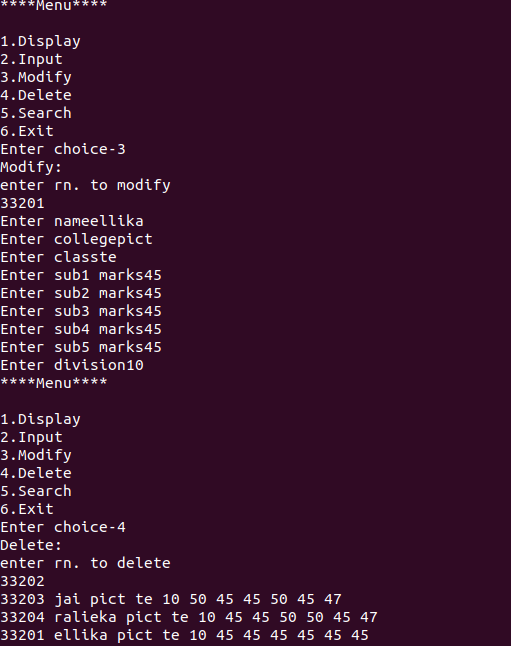 ****Menu****
1.Display
2.Input
3.Modify
4.Delete
5.Search
6.Exit
Enter choice-3
Modify:
enter rn. to modify
33201
Enter nameellika
Enter collegepict
Enter classte
Enter sub1 marks45
Enter sub2 marks45
Enter sub3 marks45
Enter sub4 marks45
Enter sub5 marks45
Enter division10
****Menu****
1.Display
2.Input
3.Modify
4.Delete
5.Search
6.Exit
Enter choice-4
Delete:
enter rn. to delete
33202
33203 jai pict te 10 50 45 45 50 45 47
33204 ralieka pict te 10 45 45 50 50 45 47
33201 ellika pict te 10 45 45 45 45 45 45